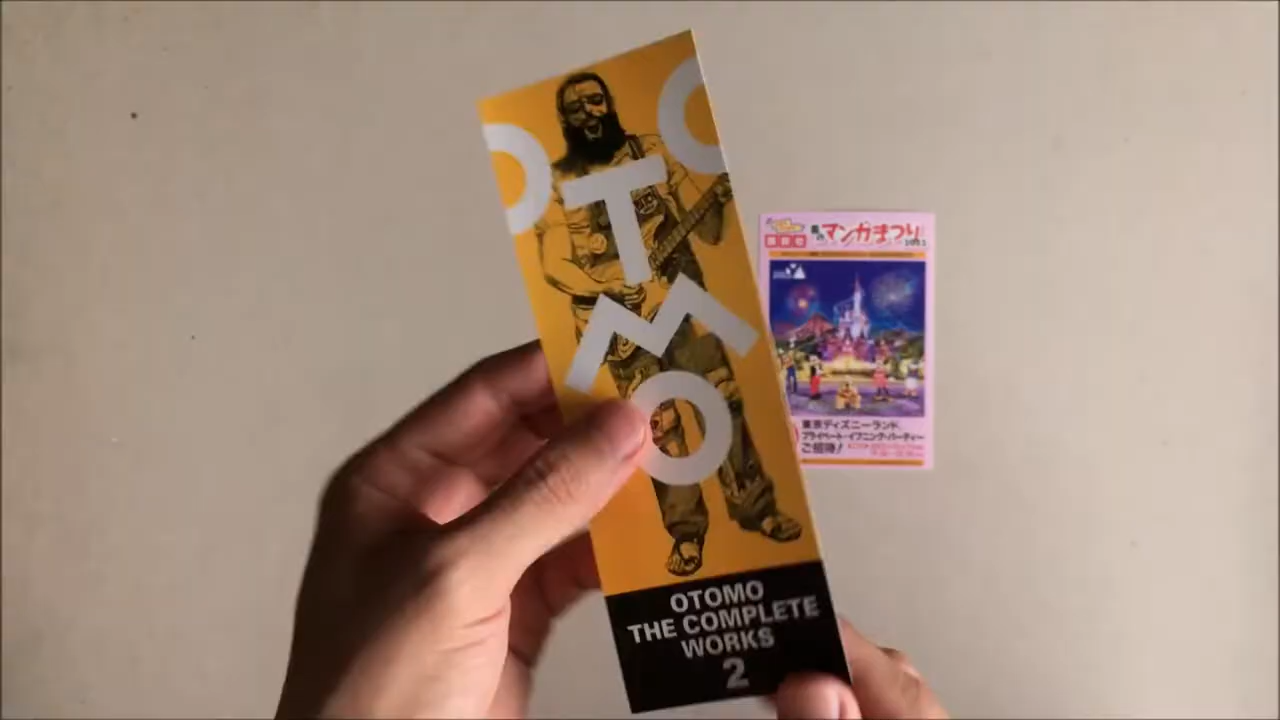 OTOMO
OTOMO
THE COMPLETE
WORKS
2
マンガまつり
2022
東京ディズニーランド
プライベート・イブニング・パーティー
ご招待!